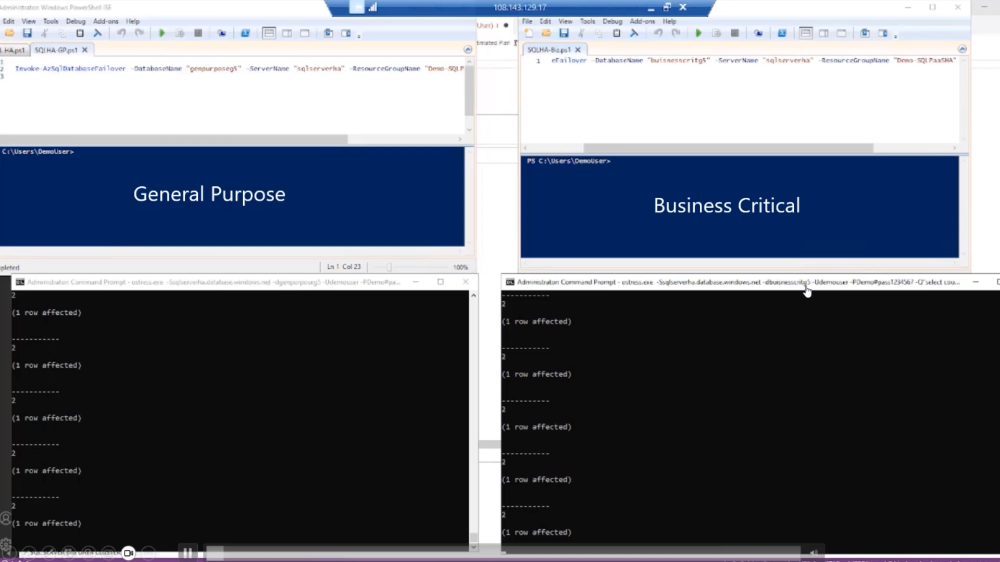 Administrator: Windows PowerShell ISE
108.143.129.17
Edit View Tools Debug Add-ons Help
HA.ps1 SQLHA-GP.ps1
1
2 Invoke-AzSqlDatabaseFailover -DatabaseName "genpurposeg5" -ServerName "sqlserverha" -ResourceGroupName "Demo-SQLP
3
C:\Users\DemoUser>
General Purpose
pleted
Ln 1 Col 23
100%
User)
timated Plan
File Edit View Tools Debug Add-ons Help
SQLHA-Biz.ps1
1 eFailover -DatabaseName "buisnesscritg5" -ServerName "sqlserverha" -ResourceGroupName "Demo-SQLPaaSHA"
PS C:\Users\DemoUser>
Business Critical
Administrator: Command Prompt - ostress.exe -Ssqlserverha.database.windows.net -dgenpurposeg5 -Udemouser -PDemo#pa...
2
(1 row affected)
-----------
2
(1 row affected)
-----------
2
(1 row affected)
-----------
2
(1 row affected)
-----------
2
(1 row affected)
Administrator: Command Prompt - ostress.exe -Ssqlserverha.database.windows.net -dbuisnesscritg5 -Udemouser -PDemo#pass1234567 -Q"select cou...
-----------
2
(1 row affected)
-----------
2
(1 row affected)
-----------
2
(1 row affected)
-----------
2
(1 row affected)
-----------
2
(1 row affected)